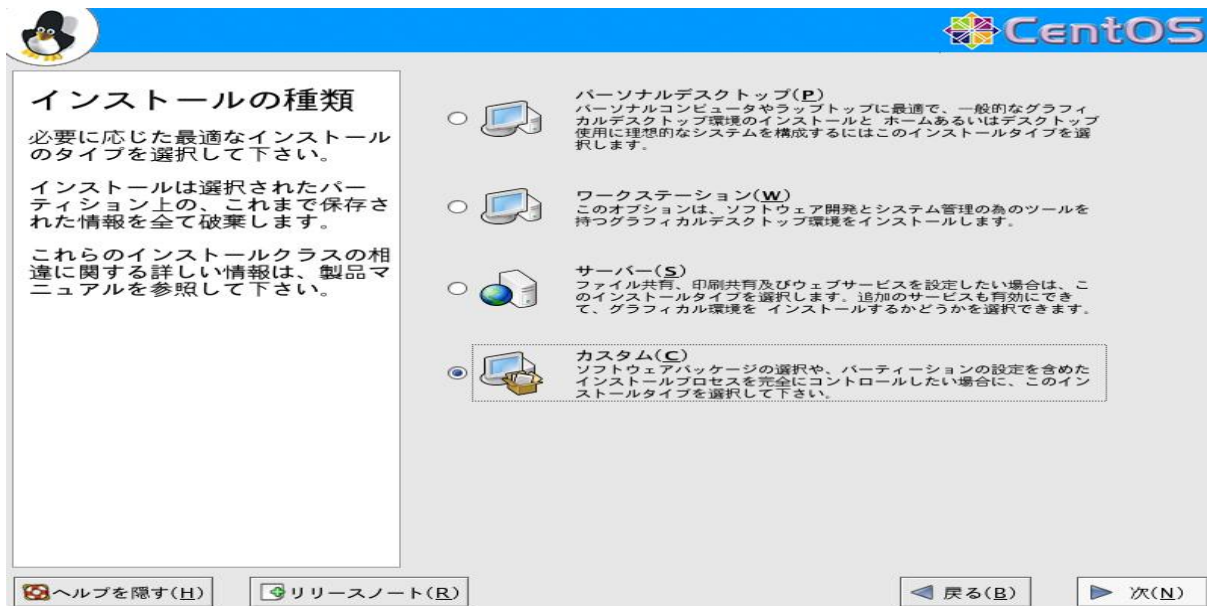 CentOS
インストールの種類
必要に応じた最適なインストール
のタイプを選択して下さい。
インストールは選択されたパー
ティション上の、これまで保存さ
れた情報を全て破棄します。
これらのインストールクラスの相
違に関する詳しい情報は、製品マ
ニュアルを参照して下さい。
パーソナルデスクトップ(P)
パーソナルコンピュータやラップトップに最適で、一般的なグラフィ
カルデスクトップ環境のインストールと ホームあるいはデスクトップ
使用に理想的なシステムを構成するにはこのインストールタイプを選
択します。
ワークステーション(W)
このオプションは、ソフトウェア開発とシステム管理の為のツールを
持つグラフィカルデスクトップ環境をインストールします。
サーバー(S)
ファイル共有、印刷共有及びウェブサービスを設定したい場合は、こ
のインストールタイプを選択します。追加のサービスも有効にでき
て、グラフィカル環境を インストールするかどうかを選択できます。
カスタム(C)
ソフトウェアパッケージの選択や、パーティーションの設定を含めた
インストールプロセスを完全にコントロールしたい場合に、このイン
ストールタイプを選択して下さい。
ヘルプを隠す(H)
リリースノート(R)
戻る(B)
次(N)